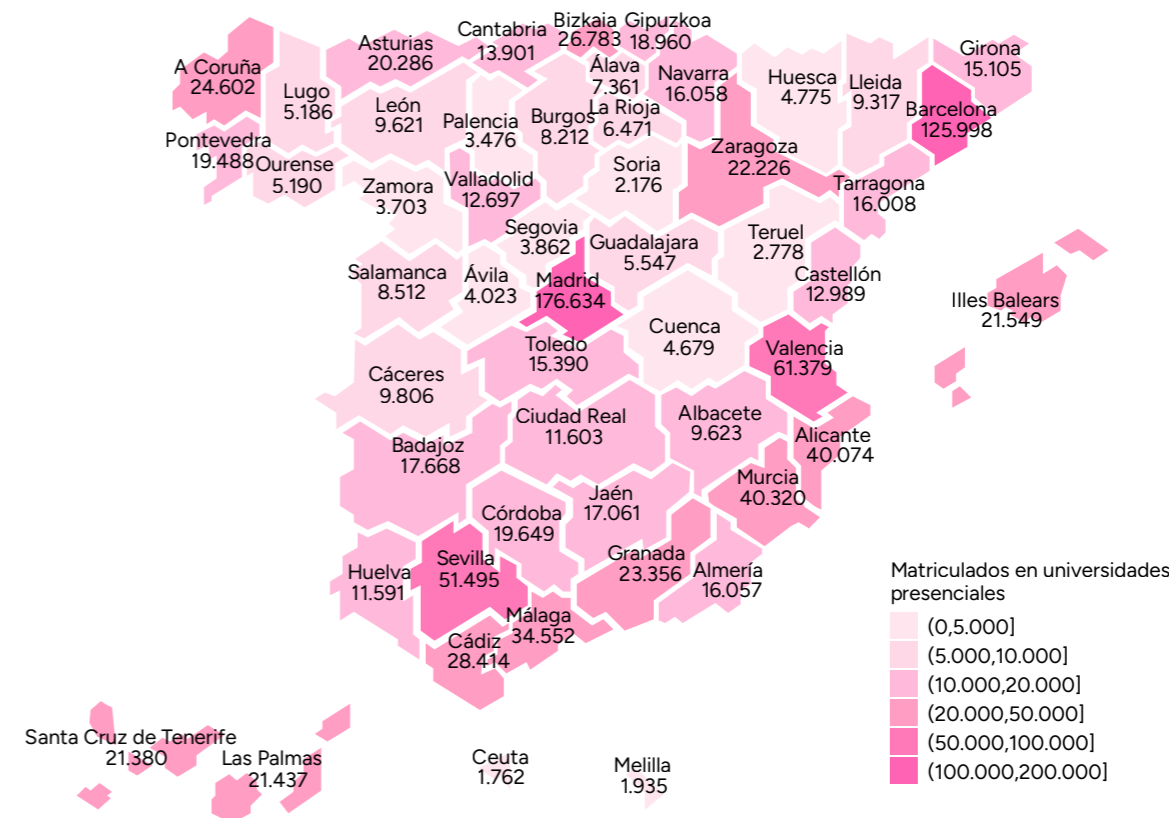 Cantabria
13.901
Bizkaia
26.783
Gipuzkoa
18.960
Asturias
20.286
Girona
15.105
A Coruña
24.602
Lugo
5.186
Álava
7.361
Navarra
16.058
Huesca
4.775
Lleida
9.317
Barcelona
125.998
León
9.621
Palencia
3.476
Burgos
8.212
La Rioja
6.471
Pontevedra
19.488
Ourense
5.190
Zaragoza
22.226
Soria
2.176
Zamora
3.703
Valladolid
12.697
Tarragona
16.008
Segovia
3.862
Guadalajara
5.547
Teruel
2.778
Salamanca
8.512
Ávila
4.023
Madrid
176.634
Castellón
12.989
Illes Balears
21.549
Cuenca
4.679
Toledo
15.390
Valencia
61.379
Cáceres
9.806
Ciudad Real
11.603
Albacete
9.623
Alicante
40.074
Badajoz
17.668
Murcia
40.320
Jaén
17.061
Córdoba
19.649
Sevilla
51.495
Granada
23.356
Huelva
11.591
Almería
16.057
Málaga
34.552
Cádiz
28.414
Santa Cruz de Tenerife
21.380
Las Palmas
21.437
Ceuta
1.762
Melilla
1.935
Matriculados en universidades
presenciales
(0,5.000]
(5.000,10.000]
(10.000,20.000]
(20.000,50.000]
(50.000,100.000]
(100.000,200.000]